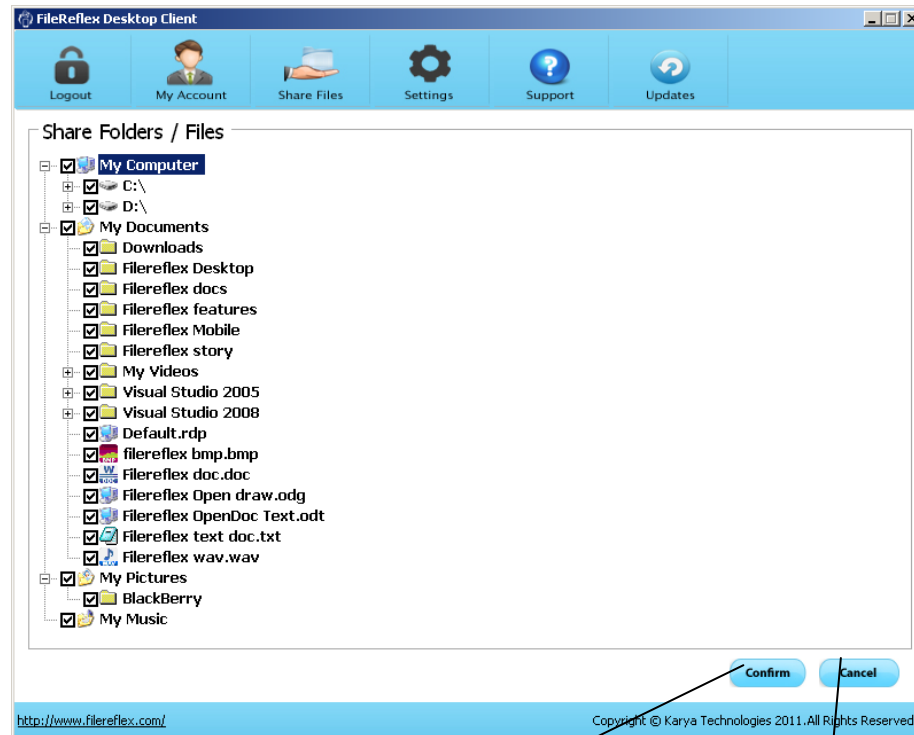 FileReflex Desktop Client
Logout My Account Share Files Settings Support Updates
Share Folders / Files
My Computer
C:\
D:\
My Documents
Downloads
Filereflex Desktop
Filereflex docs
Filereflex features
Filereflex Mobile
Filereflex story
My Videos
Visual Studio 2005
Visual Studio 2008
Default.rdp
filereflex bmp.bmp
Filereflex doc.doc
Filereflex Open draw.odg
Filereflex OpenDoc Text.odt
Filereflex text doc.txt
Filereflex wav.wav
My Pictures
BlackBerry
My Music
Confirm Cancel
http://www.filereflex.com/ Copyright © Karya Technologies 2011.All Rights Reserved